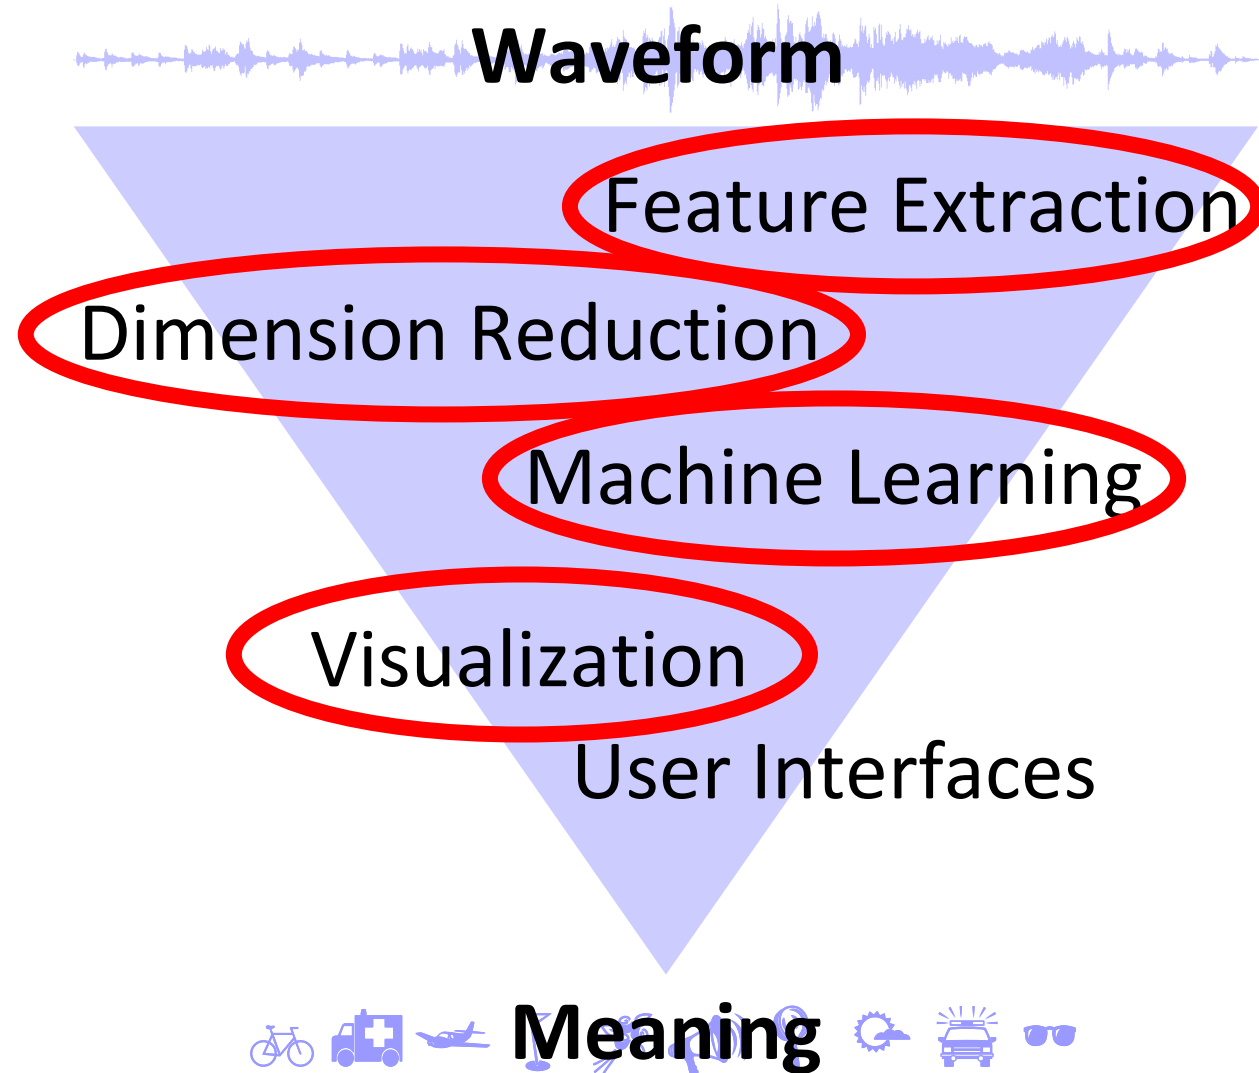 Waveform
Feature Extraction
Dimension Reduction
Machine Learning
Visualization
User Interfaces
Meaning